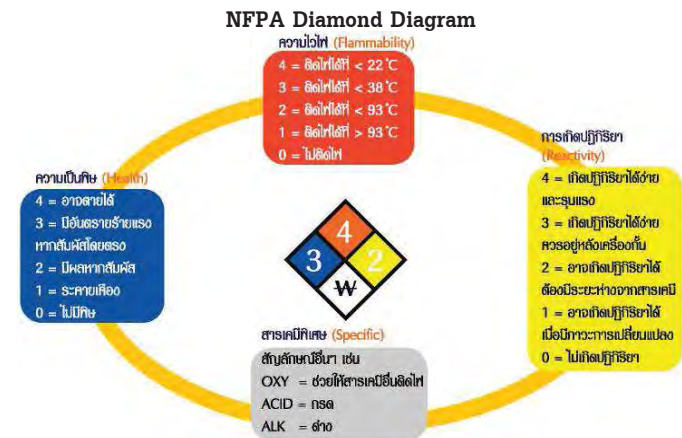 NFPA Diamond Diagram
ความไวไฟ (Flammability)
4 = ติดไฟได้ที่ < 22 °C
3 = ติดไฟได้ที่ < 38 °C
2 = ติดไฟได้ที่ < 93 °C
1 = ติดไฟได้ที่ > 93 °C
0 = ไม่ติดไฟ
ความเป็นพิษ (Health)
4 = อาจตายได้
3 = มีอันตรายร้ายแรง
หากสัมผัสโดยตรง
2 = มีผลหากสัมผัส
1 = ระคายเคือง
0 = ไม่มีพิษ
4
3
2
W
การเกิดปฏิกิริยา
(Reactivity)
4 = เกิดปฏิกิริยาได้ง่าย
และรุนแรง
3 = เกิดปฏิกิริยาได้ง่าย
ควรอยู่หลังเครื่องกั้น
2 = อาจเกิดปฏิกิริยาได้
ต้องมีระยะห่างจากสารเคมี
1 = อาจเกิดปฏิกิริยาได้
เมื่อมีภาวะการเปลี่ยนแปลง
0 = ไม่เกิดปฏิกิริยา
สารเคมีพิเศษ (Specific)
สัญลักษณ์อื่นๆ เช่น
OXY = ช่วยให้สารเคมีอื่นติดไฟ
ACID = กรด
ALK = ด่าง